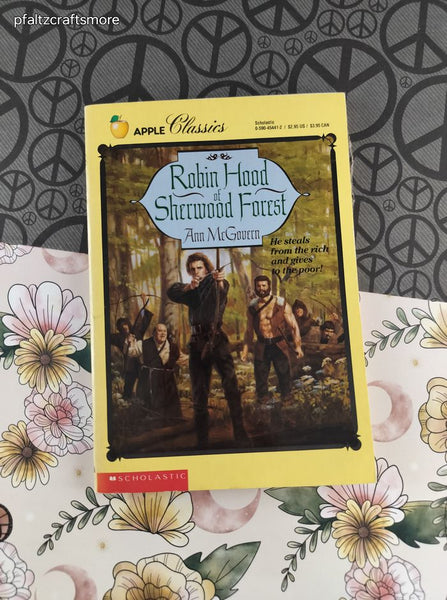 pfaltzcraftsmore
APPLE Classics
Scholastic
0-590-45441-2 / $2.95 US / $3.95 CAN
Robin Hood
of
Sherwood Forest
Ann McGovern
He steals
from the rich
and gives
to the poor!
SCHOLASTIC